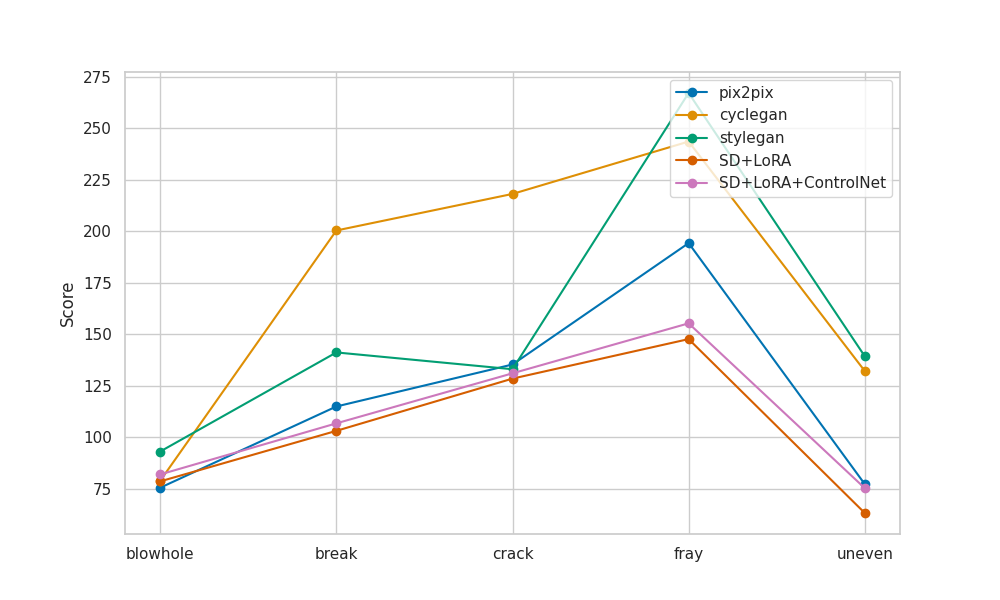 275
250
225
200
175
150
125
100
75
Score
blowhole
break
crack
fray
uneven
pix2pix
cyclegan
stylegan
SD+LoRA
SD+LoRA+ControlNet